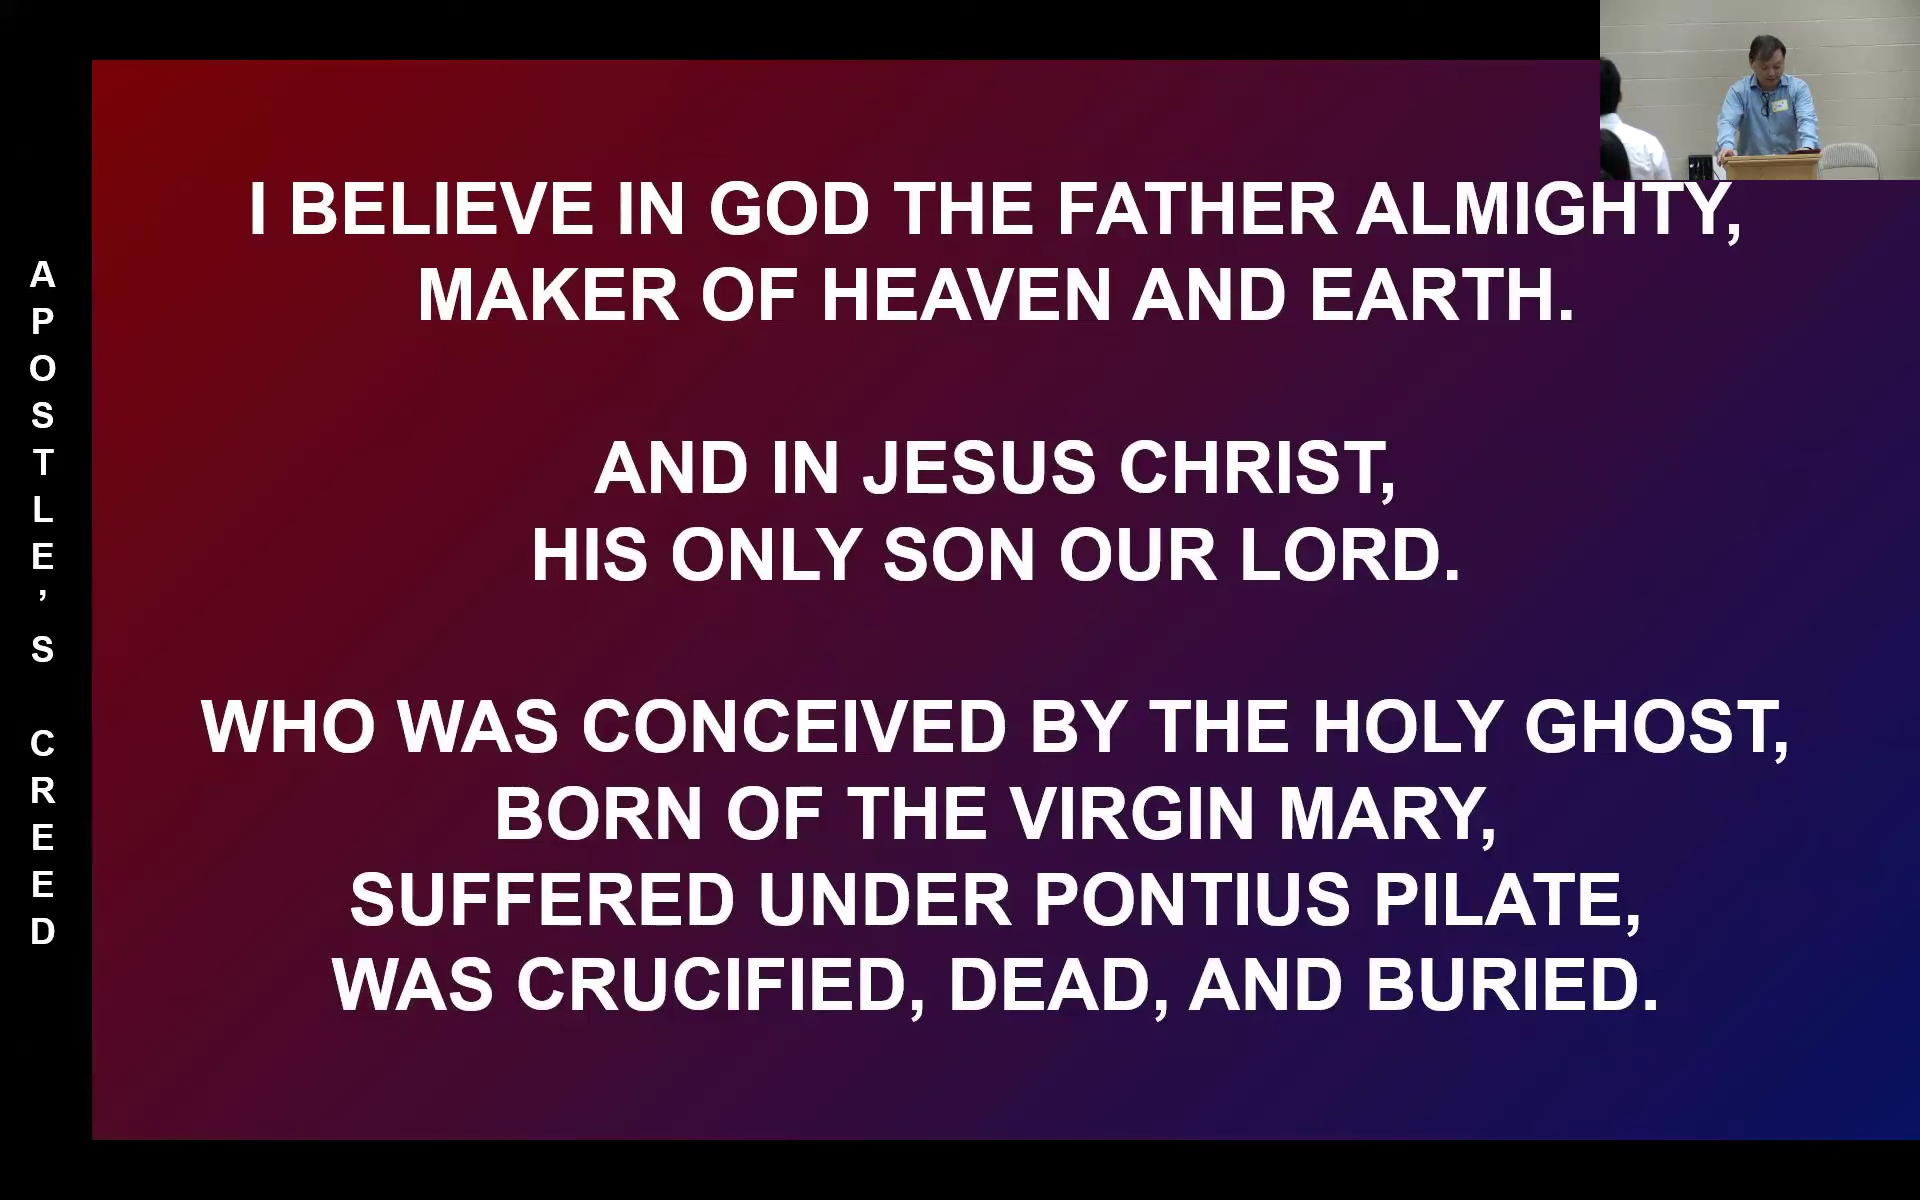 APOSTLE’S CREED
I BELIEVE IN GOD THE FATHER ALMIGHTY,
MAKER OF HEAVEN AND EARTH.
AND IN JESUS CHRIST,
HIS ONLY SON OUR LORD.
WHO WAS CONCEIVED BY THE HOLY GHOST,
BORN OF THE VIRGIN MARY,
SUFFERED UNDER PONTIUS PILATE,
WAS CRUCIFIED, DEAD, AND BURIED.